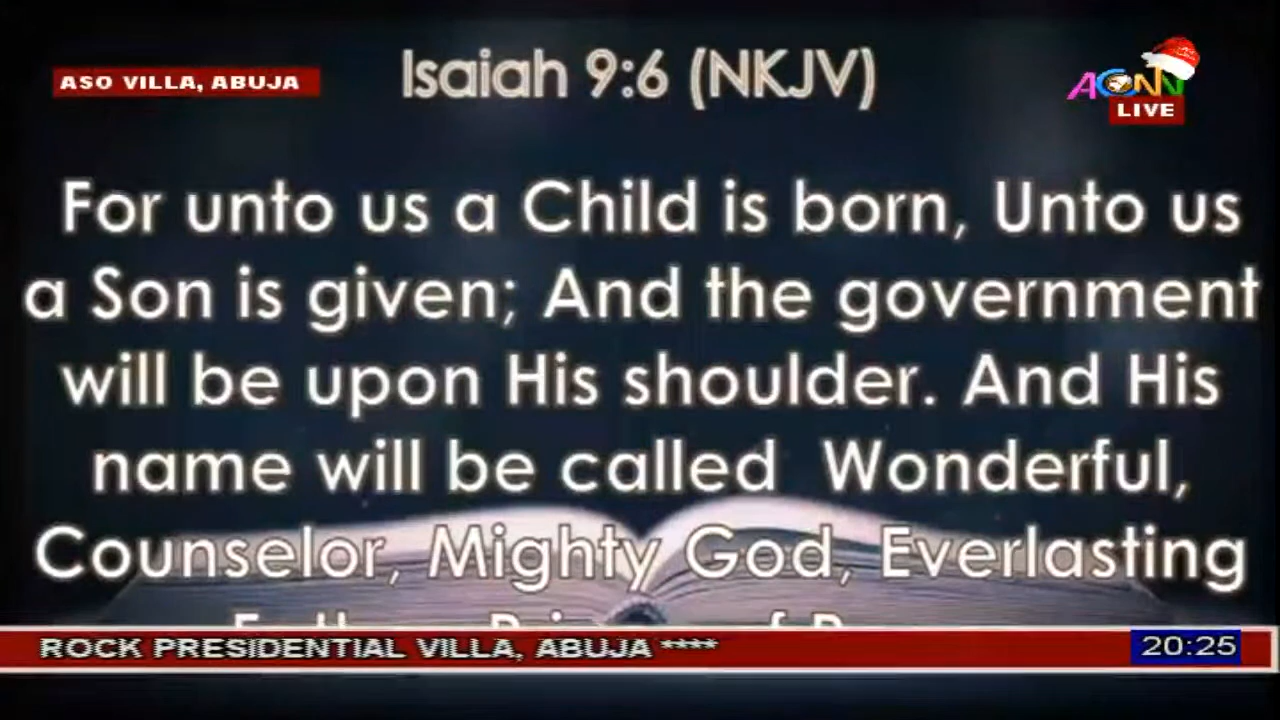 Isaiah 9:6 (NKJV)
ASO VILLA, ABUJA
ACNN
LIVE
For unto us a Child is born, Unto us
a Son is given; And the government
will be upon His shoulder. And His
name will be called Wonderful,
Counselor, Mighty God, Everlasting
ROCK PRESIDENTIAL VILLA, ABUJA ****
20:25